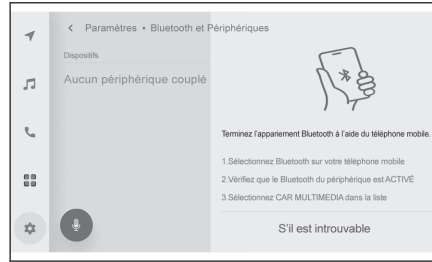 < Paramètres • Bluetooth et Périphériques
Dispositifs
Aucun périphérique couplé
Terminez l'appariement Bluetooth à l'aide du téléphone mobile.
1.Sélectionnez Bluetooth sur votre téléphone mobile
2.Vérifiez que le Bluetooth du périphérique est ACTIVÉ
3.Sélectionnez CAR MULTIMEDIA dans la liste
S'il est introuvable